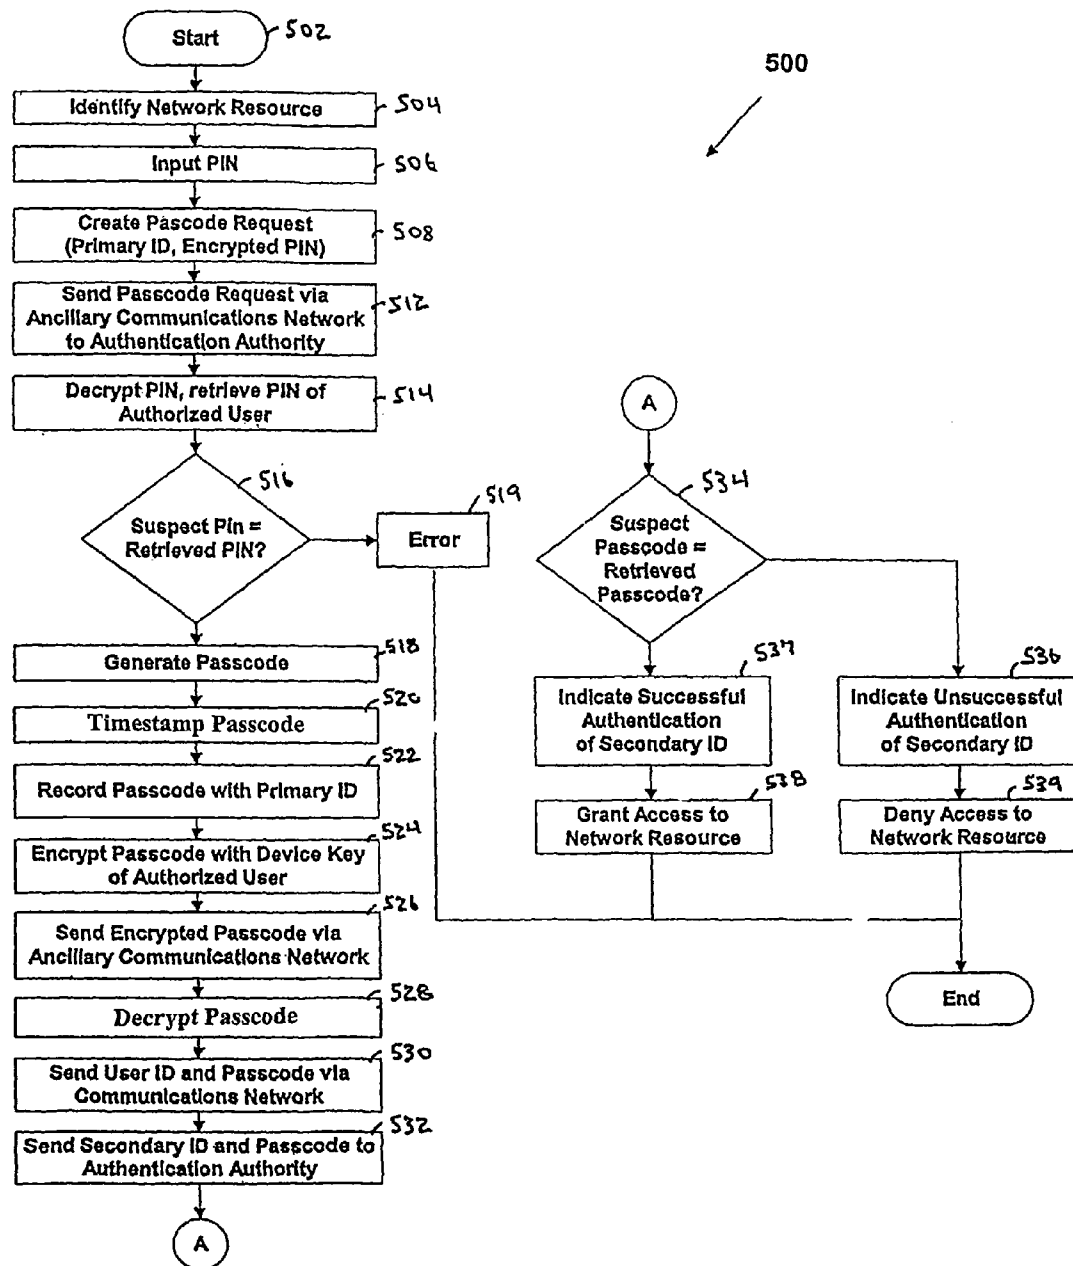 Start
502
500
Identify Network Resource
504
Input PIN
506
Create Pascode Request
(Primary ID, Encrypted PIN)
508
Send Passcode Request via
Ancillary Communications Network
to Authentication Authority
512
Decrypt PIN, retrieve PIN of
Authorized User
514
Suspect Pin =
Retrieved PIN?
516
Error
519
Generate Passcode
518
Timestamp Passcode
520
Record Passcode with Primary ID
522
Encrypt Passcode with Device Key
of Authorized User
524
Send Encrypted Passcode via
Ancillary Communications Network
526
Decrypt Passcode
528
Send User ID and Passcode via
Communications Network
530
Send Secondary ID and Passcode to
Authentication Authority
532
A
A
Suspect
Passcode =
Retrieved
Passcode?
534
Indicate Successful
Authentication
of Secondary ID
537
Indicate Unsuccessful
Authentication
of Secondary ID
536
Grant Access to
Network Resource
538
Deny Access to
Network Resource
539
End